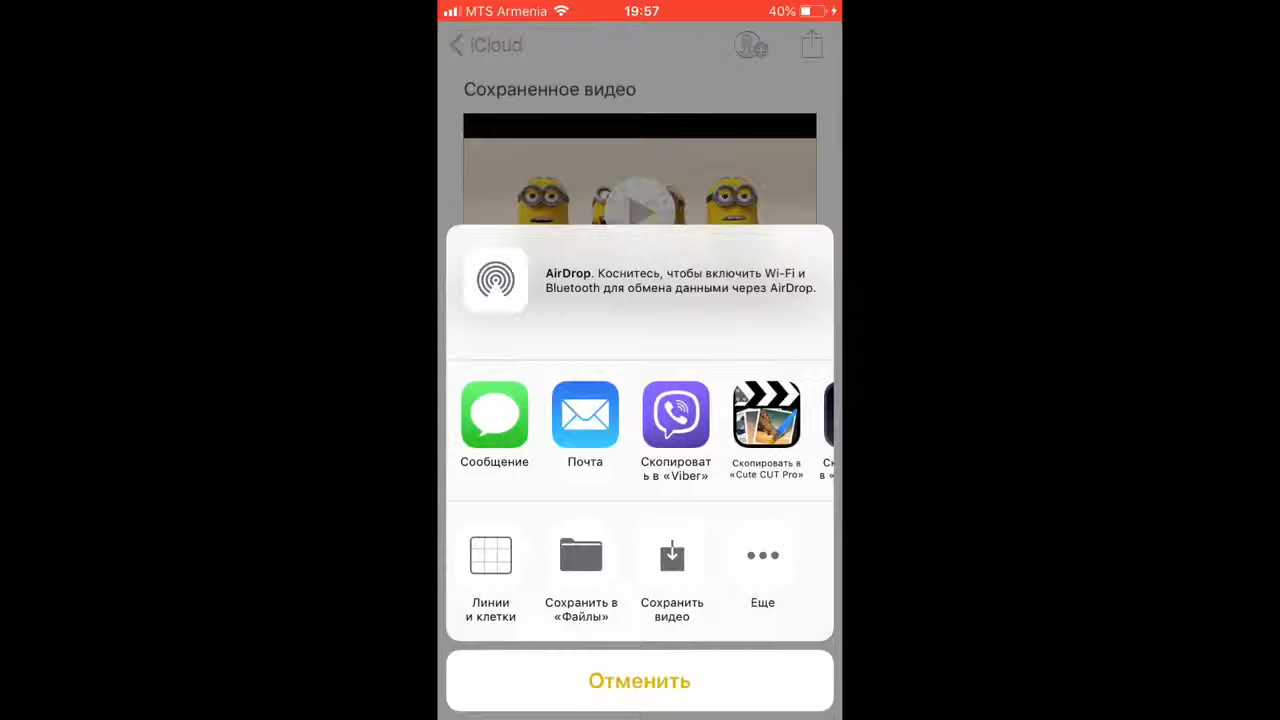 MTS Armenia 19:57 40%
iCloud
Сохраненное видео
AirDrop. Коснитесь, чтобы включить Wi-Fi и
Bluetooth для обмена данными через AirDrop.
Сообщение
Почта
Скопироват
ь в «Viber»
Скопировать в
«Cute CUT Pro»
Ск
в «
Линии
и клетки
Сохранить в
«Файлы»
Сохранить
видео
Еще
Отменить